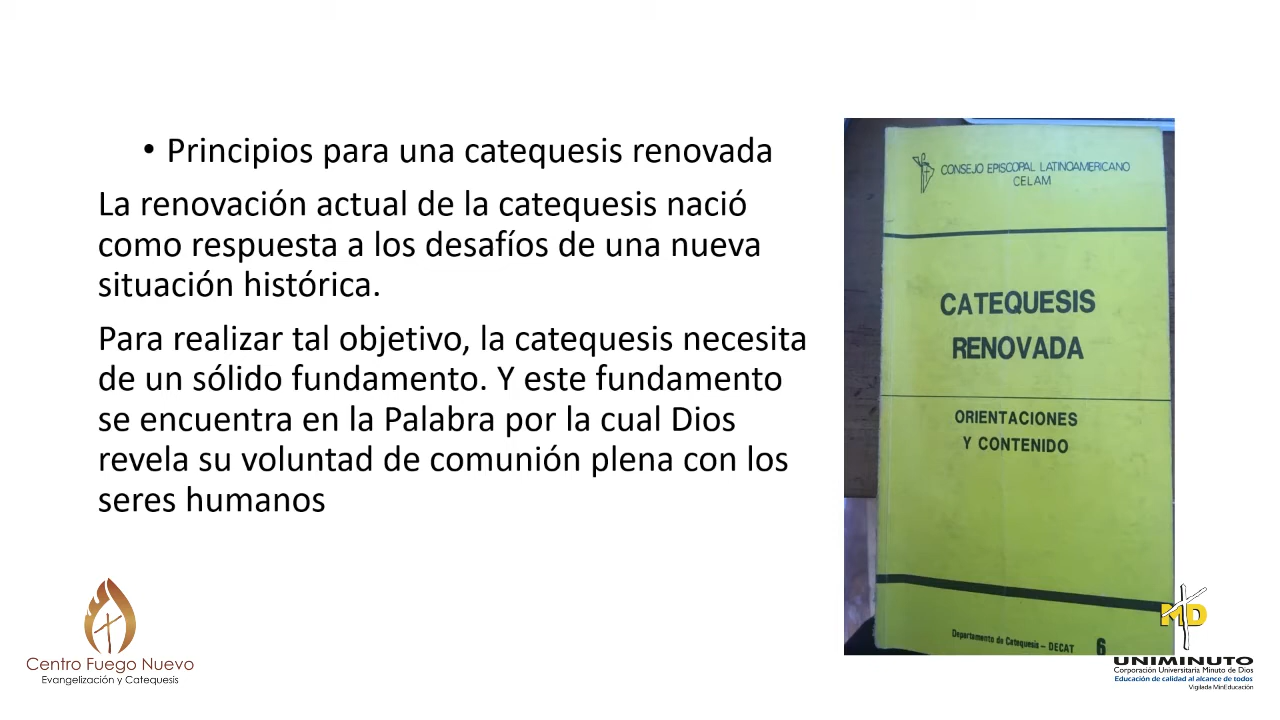 • Principios para una catequesis renovada
La renovación actual de la catequesis nació
como respuesta a los desafíos de una nueva
situación histórica.
Para realizar tal objetivo, la catequesis necesita
de un sólido fundamento. Y este fundamento
se encuentra en la Palabra por la cual Dios
revela su voluntad de comunión plena con los
seres humanos
CONSEJO EPISCOPAL LATINOAMERICANO
CELAM
CATEQUESIS
RENOVADA
ORIENTACIONES
Y CONTENIDO
Departamento de Catequesis – DECAT 6
Centro Fuego Nuevo
Evangelización y Catequesis
MD
UNIMINUTO
Corporación Universitaria Minuto de Dios
Educación de calidad al alcance de todos
Vigilada MinEducación